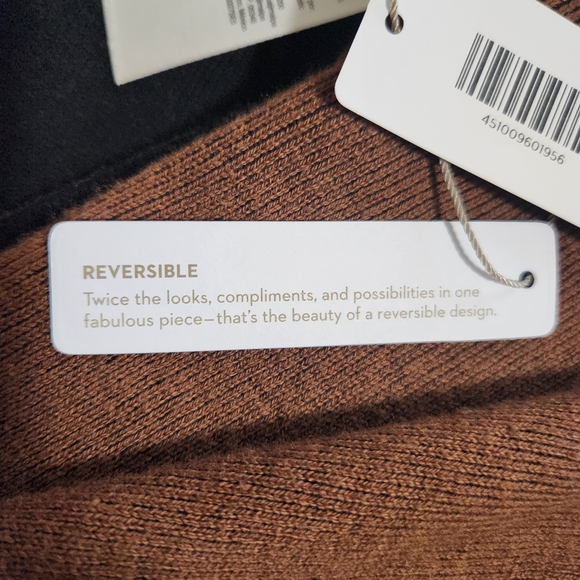 451009601956
REVERSIBLE
Twice the looks, compliments, and possibilities in one
fabulous piece—that's the beauty of a reversible design.